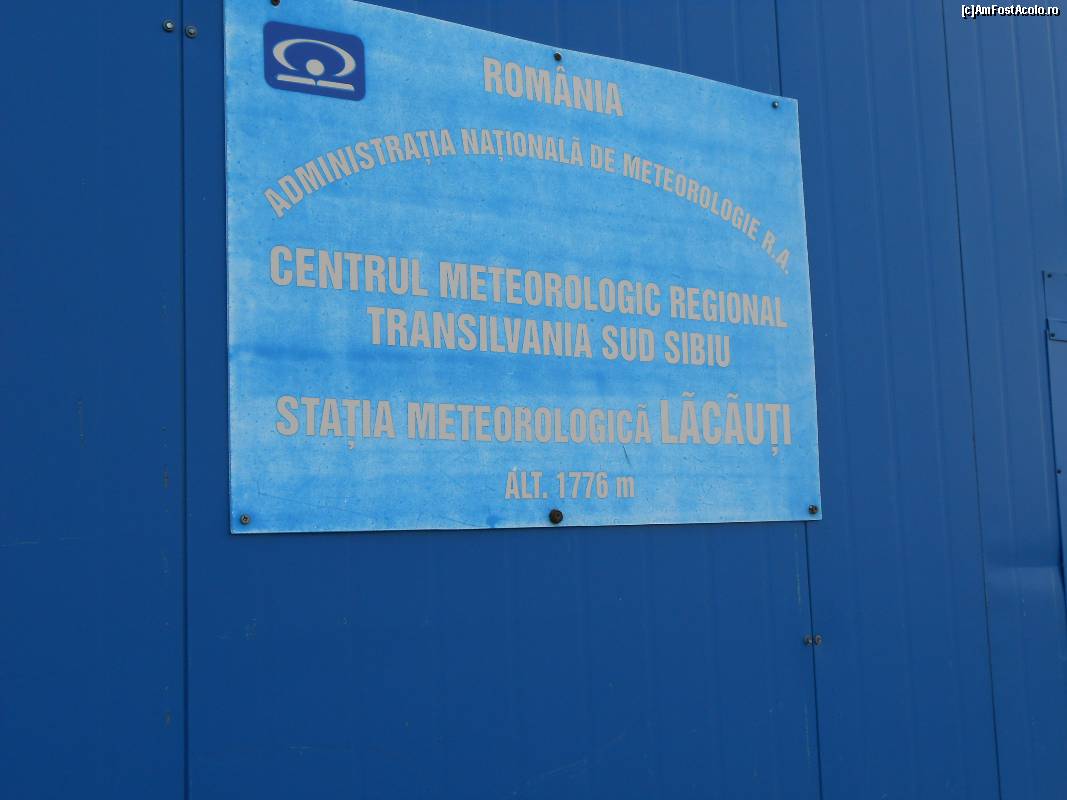 [c]AmFostAcolo.ro
ROMÂNIA
ADMINISTRAȚIA NAȚIONALĂ DE METEOROLOGIE R.A.
CENTRUL METEOROLOGIC REGIONAL
TRANSILVANIA SUD SIBIU
STAȚIA METEOROLOGICĂ LĂCĂUȚI
ALT. 1776 m